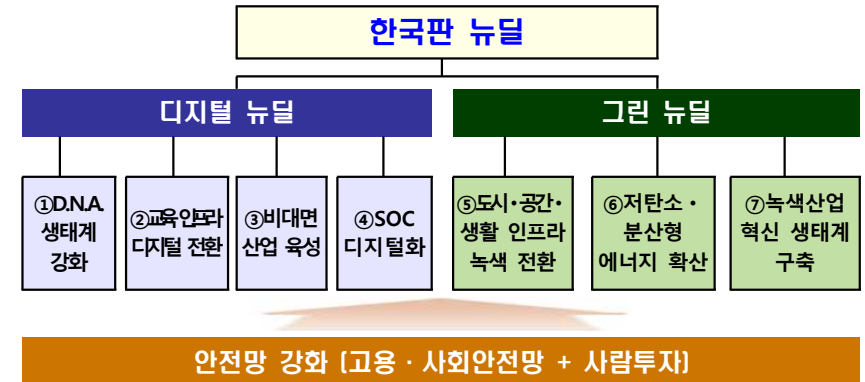 한국판 뉴딜
디지털 뉴딜
그린 뉴딜
①D.N.A.
생태계
강화
②교육인프라
디지털 전환
③비대면
산업 육성
④SOC
디지털화
⑤도시·공간·
생활 인프라
녹색 전환
⑥저탄소·
분산형
에너지 확산
⑦녹색산업
혁신 생태계
구축
안전망 강화 (고용·사회안전망 + 사람투자)